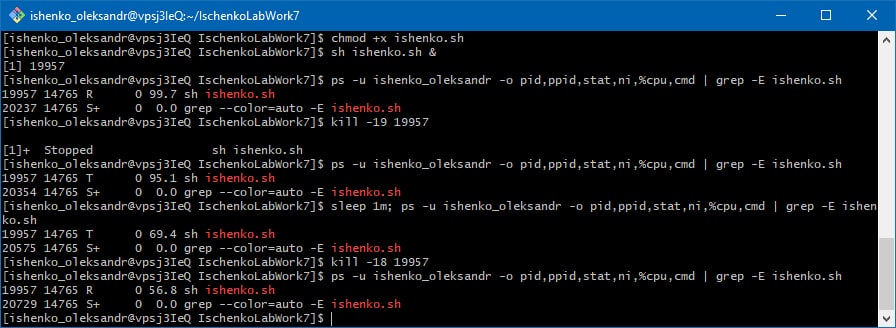 ishenko_oleksandr@vpsj3IeQ:~/IschenkoLabWork7
[ishenko_oleksandr@vpsj3IeQ IschenkoLabWork7]$ chmod +x ishenko.sh
[ishenko_oleksandr@vpsj3IeQ IschenkoLabWork7]$ sh ishenko.sh &
[1] 19957
[ishenko_oleksandr@vpsj3IeQ IschenkoLabWork7]$ ps -u ishenko_oleksandr -o pid,ppid,stat,ni,%cpu,cmd | grep -E ishenko.sh
19957 14765 R      0 99.7 sh ishenko.sh
20237 14765 S+     0  0.0 grep --color=auto -E ishenko.sh
[ishenko_oleksandr@vpsj3IeQ IschenkoLabWork7]$ kill -19 19957
[1]+  Stopped                 sh ishenko.sh
[ishenko_oleksandr@vpsj3IeQ IschenkoLabWork7]$ ps -u ishenko_oleksandr -o pid,ppid,stat,ni,%cpu,cmd | grep -E ishenko.sh
19957 14765 T      0 95.1 sh ishenko.sh
20354 14765 S+     0  0.0 grep --color=auto -E ishenko.sh
[ishenko_oleksandr@vpsj3IeQ IschenkoLabWork7]$ sleep 1m; ps -u ishenko_oleksandr -o pid,ppid,stat,ni,%cpu,cmd | grep -E ishen
ko.sh
19957 14765 T      0 69.4 sh ishenko.sh
20575 14765 S+     0  0.0 grep --color=auto -E ishenko.sh
[ishenko_oleksandr@vpsj3IeQ IschenkoLabWork7]$ kill -18 19957
[ishenko_oleksandr@vpsj3IeQ IschenkoLabWork7]$ ps -u ishenko_oleksandr -o pid,ppid,stat,ni,%cpu,cmd | grep -E ishenko.sh
19957 14765 R      0 56.8 sh ishenko.sh
20729 14765 S+     0  0.0 grep --color=auto -E ishenko.sh
[ishenko_oleksandr@vpsj3IeQ IschenkoLabWork7]$